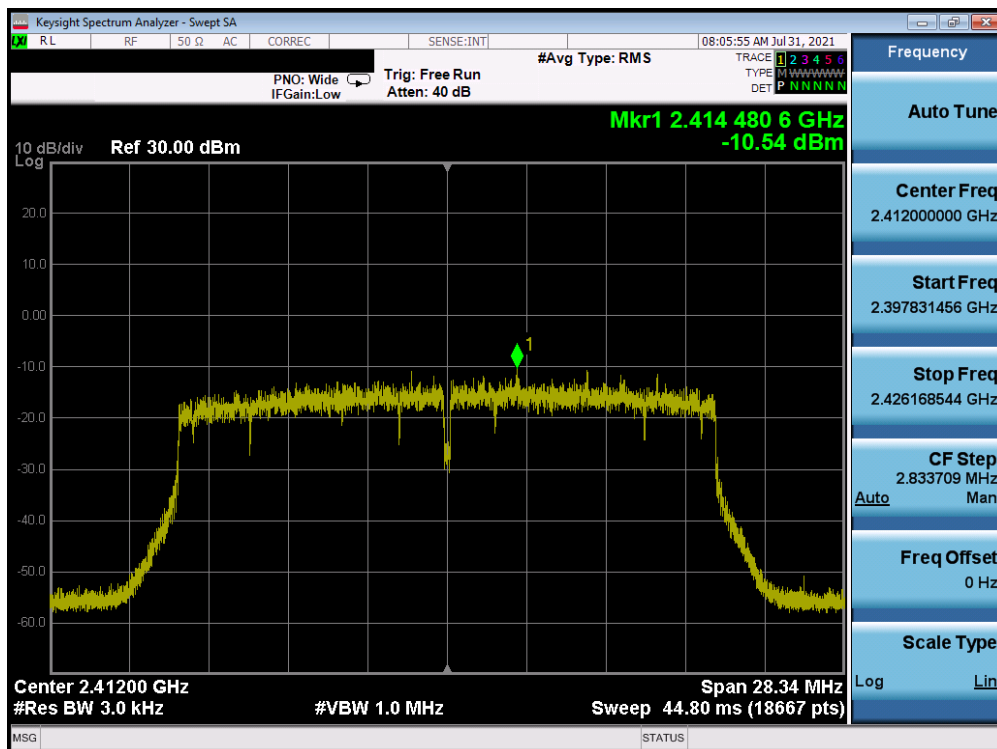 Keysight Spectrum Analyzer - Swept SA
LXI RL RF 50 Ω AC CORREC SENSE:INT 08:05:55 AM Jul 31, 2021
#Avg Type: RMS TRACE 1 2 3 4 5 6
PNO: Wide Trig: Free Run TYPE MWWWWW
IFGain:Low Atten: 40 dB DET P N N N N N
Mkr1 2.414 480 6 GHz
-10.54 dBm
10 dB/div Ref 30.00 dBm
Log
20.0
10.0
0.00
1
-10.0
-20.0
-30.0
-40.0
-50.0
-60.0
Center 2.41200 GHz Span 28.34 MHz
#Res BW 3.0 kHz #VBW 1.0 MHz Sweep 44.80 ms (18667 pts)
MSG STATUS
Frequency
Auto Tune
Center Freq
2.412000000 GHz
Start Freq
2.397831456 GHz
Stop Freq
2.426168544 GHz
CF Step
2.833709 MHz
Auto Man
Freq Offset
0 Hz
Scale Type
Log Lin